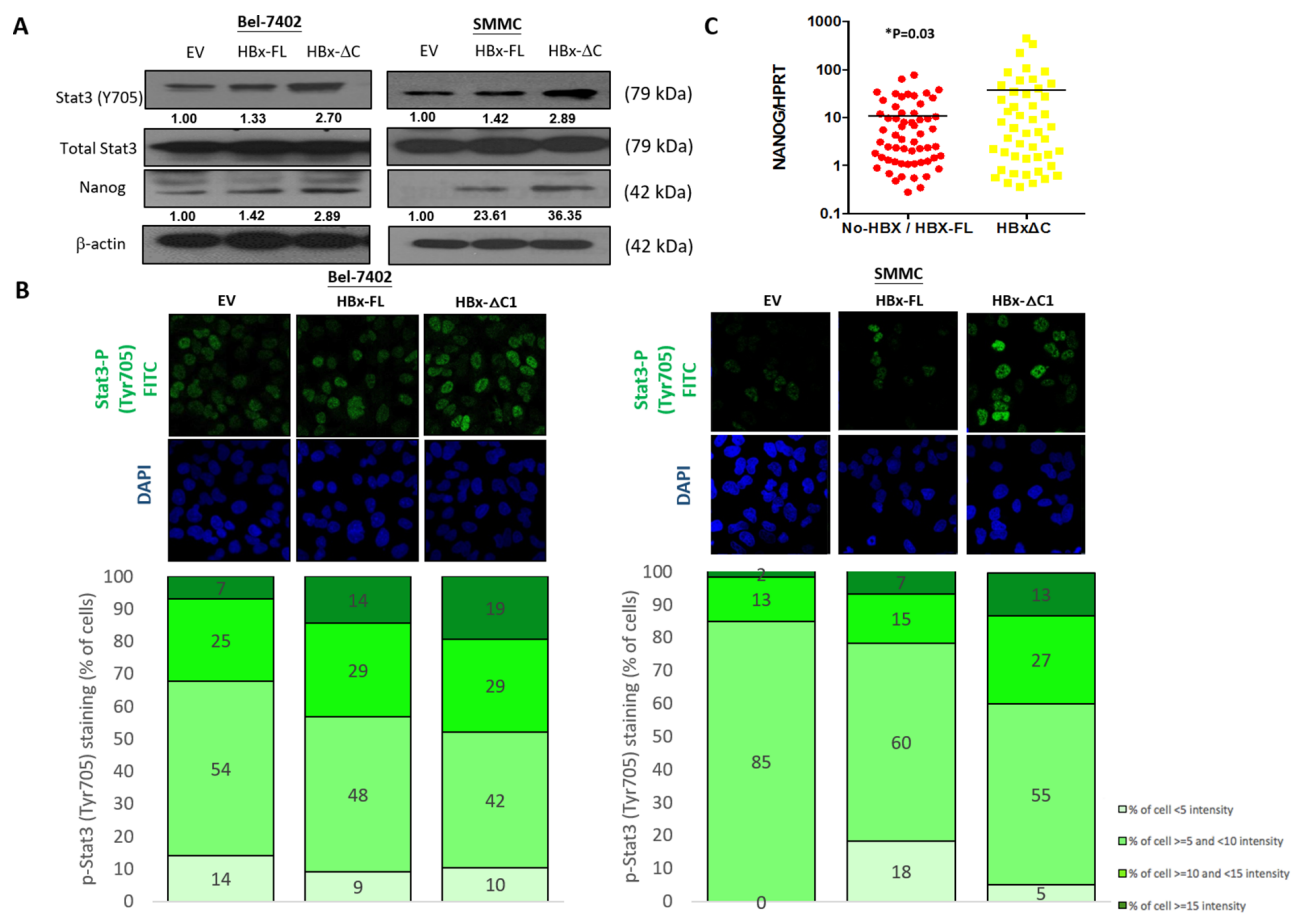 A
Bel-7402
EV HBx-FL HBx-ΔC
SMMC
EV HBx-FL HBx-ΔC
Stat3 (Y705)
(79 kDa)
1.00 1.33 2.70
1.00 1.42 2.89
Total Stat3
(79 kDa)
Nanog
(42 kDa)
1.00 1.42 2.89
1.00 23.61 36.35
β-actin
(42 kDa)
C
*P=0.03
NANOG/HPRT
1000
100
10
1
0.1
No-HBX / HBX-FL
HBxΔC
B
Bel-7402
EV HBx-FL HBx-ΔC1
Stat3-P
(Tyr705)
FITC
DAPI
p-Stat3 (Tyr705) staining (% of cells)
100
90
80
70
60
50
40
30
20
10
0
7
25
54
14
14
29
48
9
19
29
42
10
SMMC
EV HBx-FL HBx-ΔC1
Stat3-P
(Tyr705)
FITC
DAPI
p-Stat3 (Tyr705) staining (% of cells)
100
90
80
70
60
50
40
30
20
10
0
2
13
85
0
7
15
60
18
13
27
55
5
% of cell <5 intensity
% of cell >=5 and <10 intensity
% of cell >=10 and <15 intensity
% of cell >=15 intensity